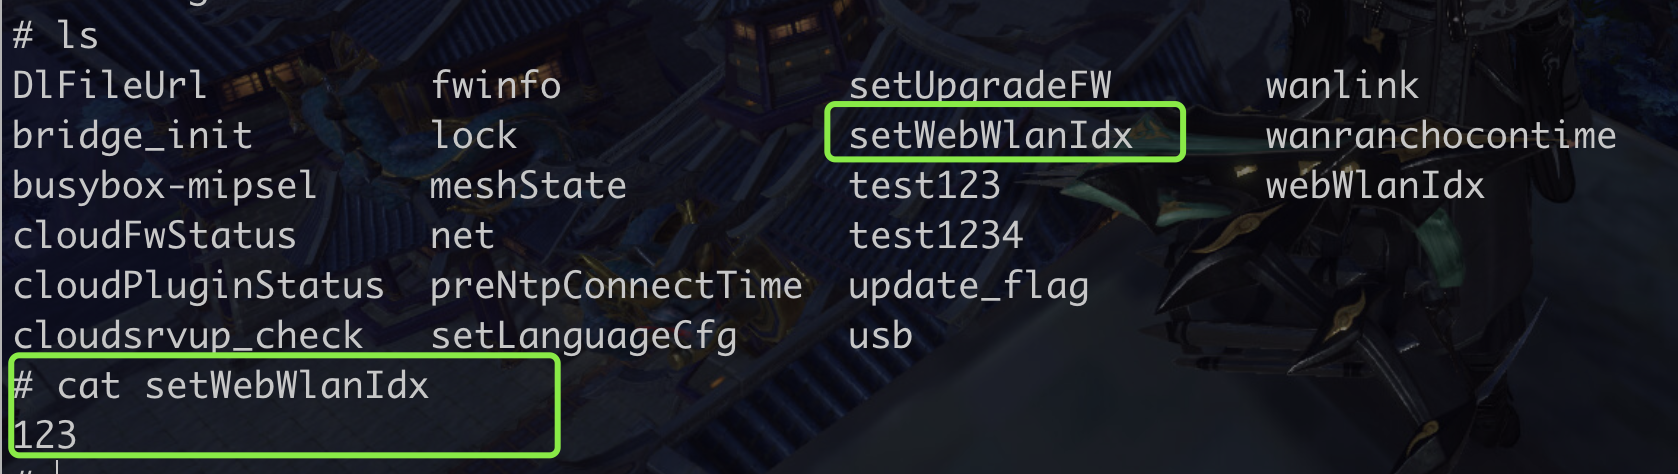 # ls
DlFileUrl fwinfo setUpgradeFW wanlink
bridge_init lock setWebWlanIdx wanranchocontime
busybox-mipsel meshState test123 webWlanIdx
cloudFwStatus net test1234
cloudPluginStatus preNtpConnectTime update_flag
cloudsrvup_check setLanguageCfg usb
# cat setWebWlanIdx
123
#